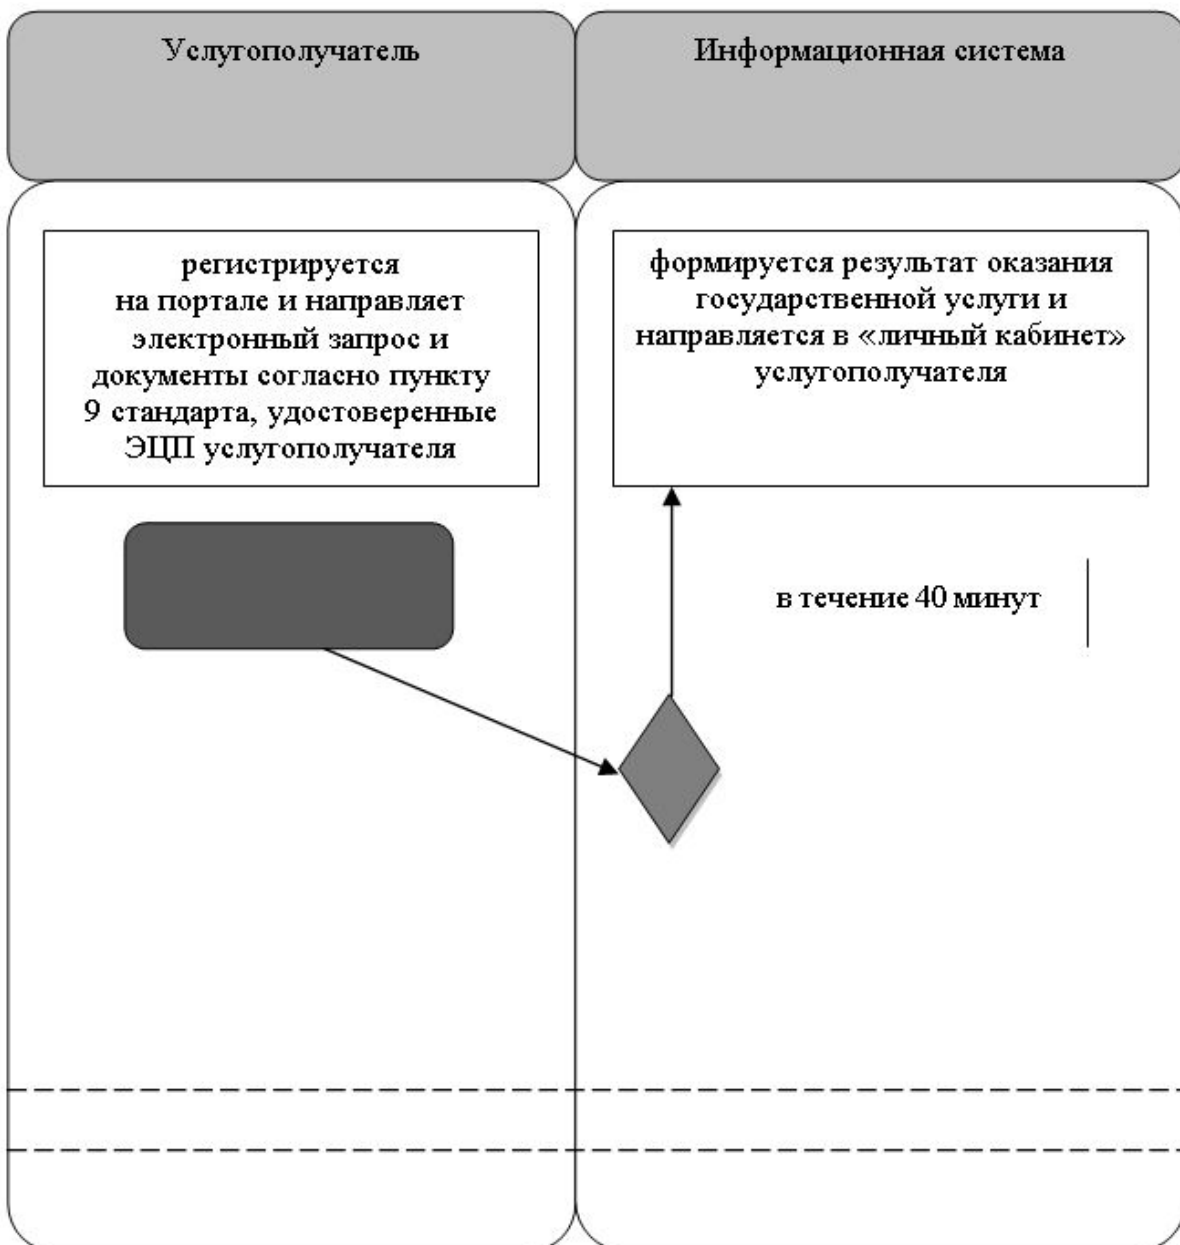 Услугополучатель
Информационная система
регистрируется
на портале и направляет
электронный запрос и
документы согласно пункту
9 стандарта, удостоверенные
ЭЦП услугополучателя
формируется результат оказания
государственной услуги и
направляется в «личный кабинет»
услугополучателя
в течение 40 минут